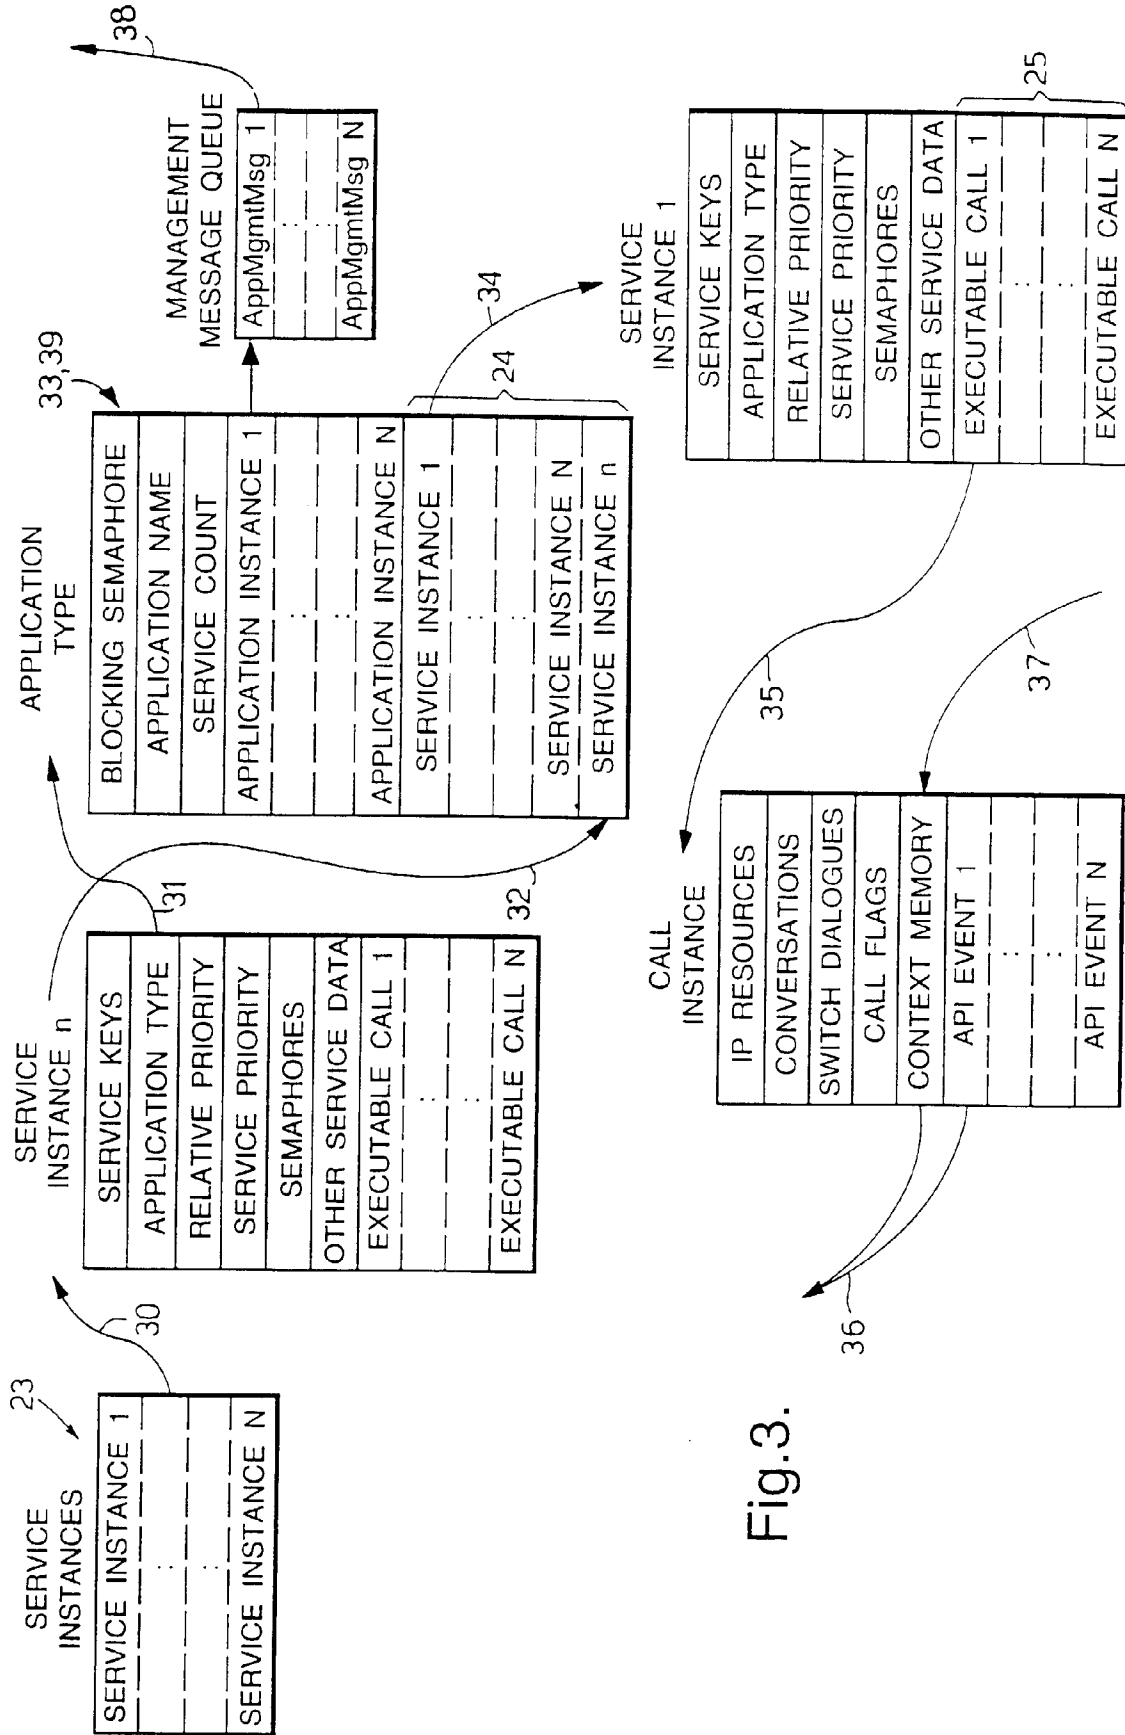 SERVICE
INSTANCES
23
SERVICE INSTANCE 1
:
:
SERVICE INSTANCE N
30
SERVICE
INSTANCE n
SERVICE KEYS
APPLICATION TYPE
RELATIVE PRIORITY
SERVICE PRIORITY
SEMAPHORES
OTHER SERVICE DATA
EXECUTABLE CALL 1
:
:
EXECUTABLE CALL N
31
32
APPLICATION
TYPE
33,39
BLOCKING SEMAPHORE
APPLICATION NAME
SERVICE COUNT
APPLICATION INSTANCE 1
:
:
APPLICATION INSTANCE N
SERVICE INSTANCE 1
:
:
SERVICE INSTANCE N
SERVICE INSTANCE n
24
MANAGEMENT
MESSAGE QUEUE
38
AppMgmtMsg 1
:
AppMgmtMsg N
34
SERVICE
INSTANCE 1
SERVICE KEYS
APPLICATION TYPE
RELATIVE PRIORITY
SERVICE PRIORITY
SEMAPHORES
OTHER SERVICE DATA
EXECUTABLE CALL 1
:
:
EXECUTABLE CALL N
25
35
CALL
INSTANCE
IP RESOURCES
CONVERSATIONS
SWITCH DIALOGUES
CALL FLAGS
CONTEXT MEMORY
API EVENT 1
:
:
API EVENT N
36
37
Fig.3.